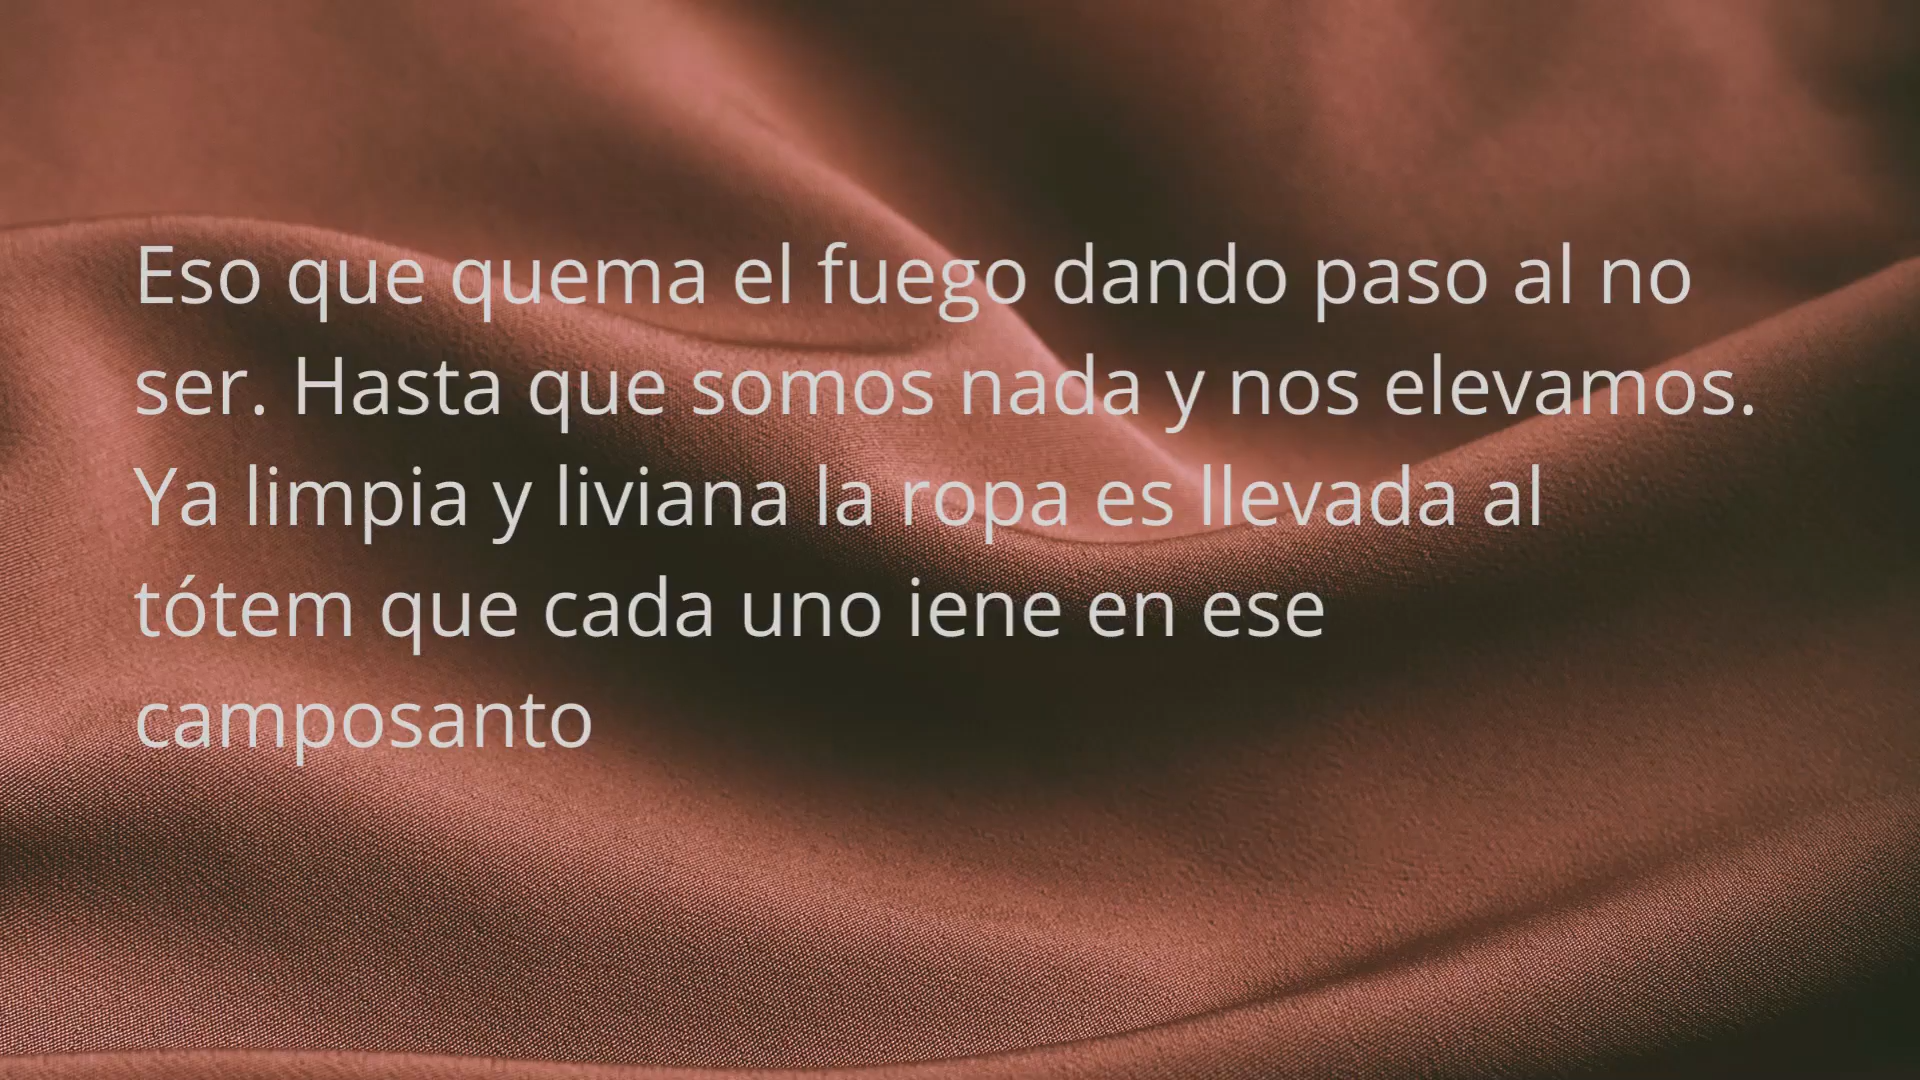 Eso que quema el fuego dando paso al no
ser. Hasta que somos nada y nos elevamos.
Ya limpia y liviana la ropa es llevada al
tótem que cada uno iene en ese
camposanto